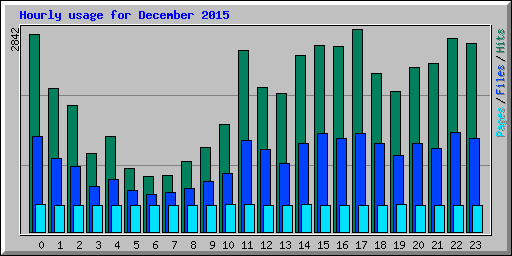 Hourly usage for December 2015
2842
Pages/Files/Hits
0 1 2 3 4 5 6 7 8 9 10 11 12 13 14 15 16 17 18 19 20 21 22 23